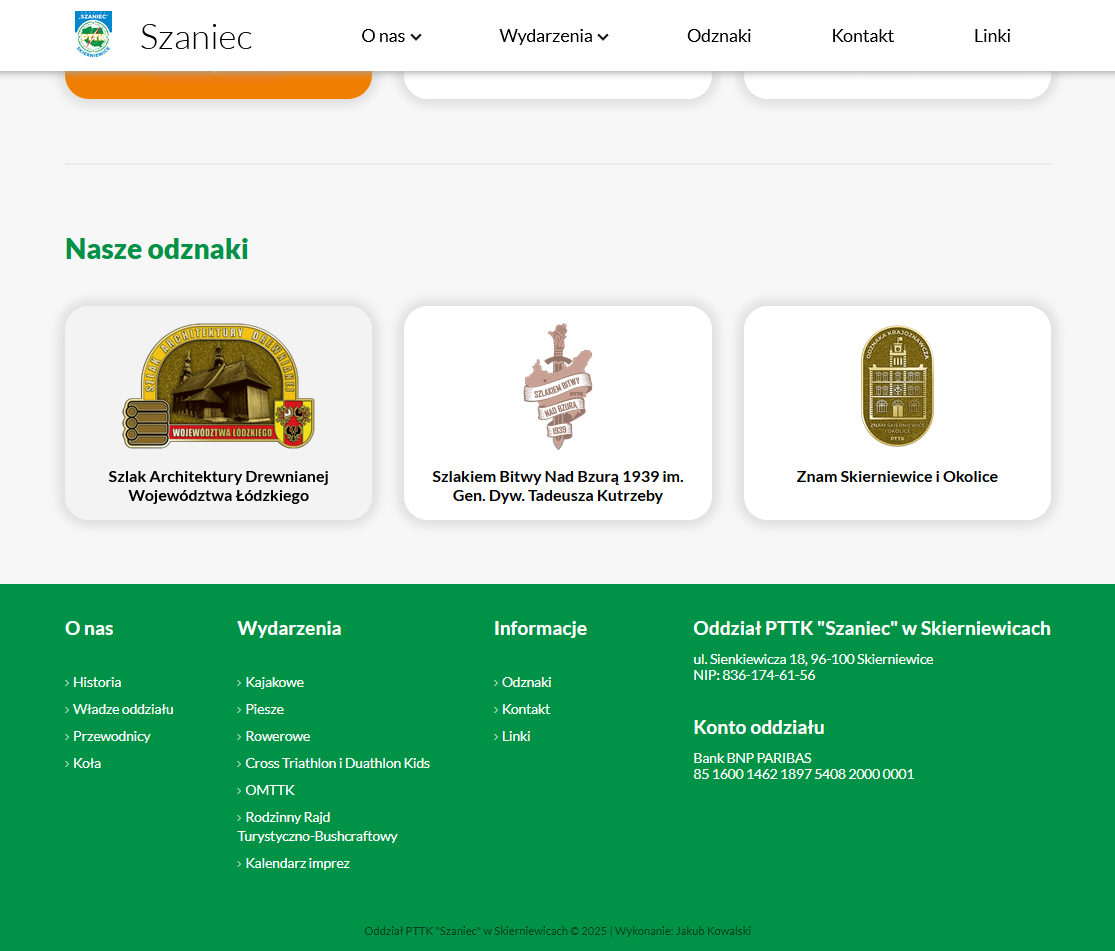 "SZANIEC"
PTTK
SKIERNIEWICE
Szaniec
O nas
Wydarzenia
Odznaki
Kontakt
Linki
Nasze odznaki
SZLAK ARCHITEKTURY DREWNIANEJ
WOJEWÓDZTWA ŁÓDZKIEGO
Szlak Architektury Drewnianej
Województwa Łódzkiego
SZLAKIEM BITWY
PTTK
NAD BZURĄ
1939
Szlakiem Bitwy Nad Bzurą 1939 im.
Gen. Dyw. Tadeusza Kutrzeby
ODZNAKA KRAJOZNAWCZA
ZNAM SKIERNIEWICE
I OKOLICE
PTTK
Znam Skierniewice i Okolice
O nas
› Historia
› Władze oddziału
› Przewodnicy
› Koła
Wydarzenia
› Kajakowe
› Piesze
› Rowerowe
› Cross Triathlon i Duathlon Kids
› OMTTK
› Rodzinny Rajd
Turystyczno-Bushcraftowy
› Kalendarz imprez
Informacje
› Odznaki
› Kontakt
› Linki
Oddział PTTK "Szaniec" w Skierniewicach
ul. Sienkiewicza 18, 96-100 Skierniewice
NIP: 836-174-61-56
Konto oddziału
Bank BNP PARIBAS
85 1600 1462 1897 5408 2000 0001
Oddział PTTK "Szaniec" w Skierniewicach © 2025 | Wykonanie: Jakub Kowalski